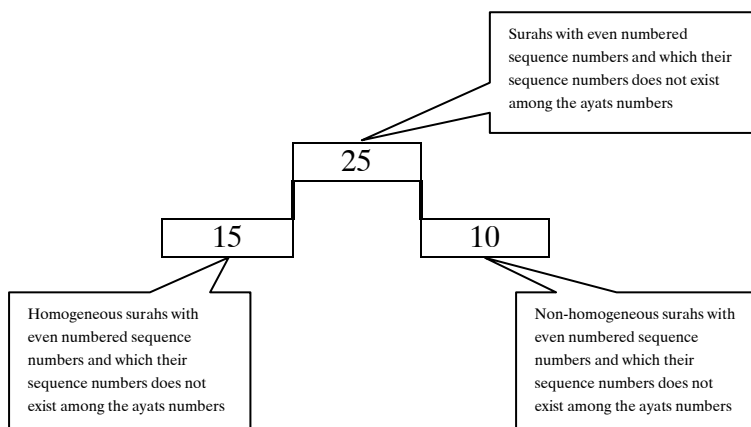 Surahs with even numbered
sequence numbers and which their
sequence numbers does not exist
among the ayats numbers
25
15
10
Homogeneous surahs with
even numbered sequence
numbers and which their
sequence numbers does not
exist among the ayats numbers
Non-homogeneous surahs with
even numbered sequence
numbers and which their
sequence numbers does not
exist among the ayats numbers